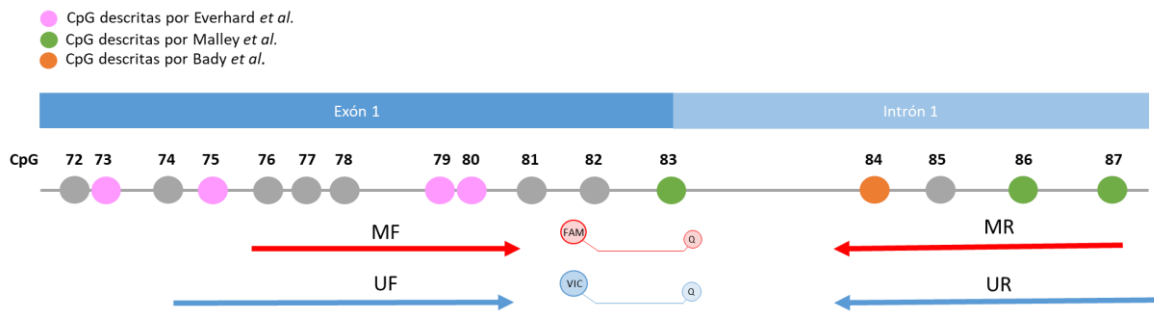 CpG descritas por Everhard et al.
CpG descritas por Malley et al.
CpG descritas por Bady et al.
Exón 1 Intrón 1
CpG 72 73 74 75 76 77 78 79 80 81 82 83 84 85 86 87
MF FAM Q MR
UF VIC Q UR